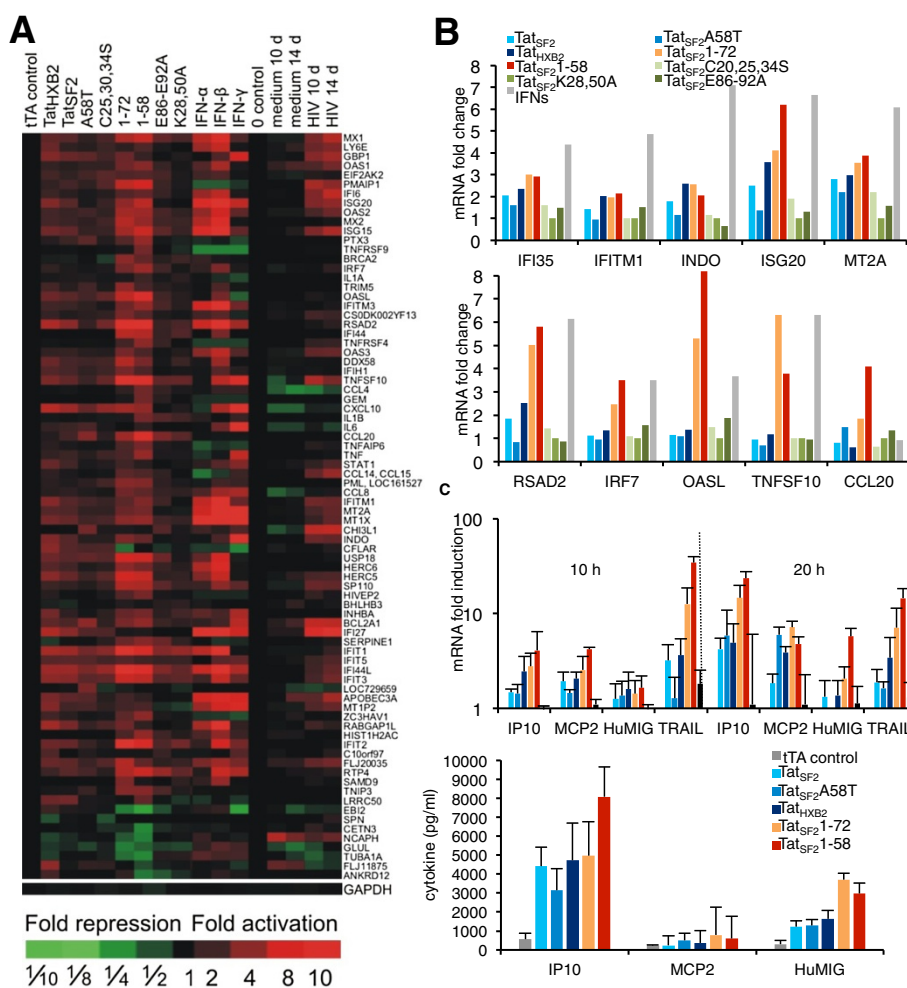 A
tTA control
TatHXB2
TatSF2
A58T
C25,30,34S
1-72
1-58
E86-E92A
K28,50A
IFN-α
IFN-β
IFN-γ
0 control
medium 10 d
medium 14 d
HIV 10 d
HIV 14 d
MX1
LY6E
GBP1
OAS1
EIF2AK2
PMAIP1
IFI6
ISG20
OAS2
MX2
ISG15
PTX3
TNFRSF9
BRCA2
IRF7
IL1A
TRIM5
OASL
IFITM3
CS0DK002YF13
RSAD2
IFI44
TNFRSF4
OAS3
DDX58
IFIH1
TNFSF10
CCL4
GEM
CXCL10
IL1B
IL6
CCL20
TNFAIP6
TNF
STAT1
CCL14, CCL15
PML, LOC161527
CCL8
IFITM1
MT2A
MT1X
CHI3L1
INDO
CFLAR
USP18
HERC6
HERC5
SP110
HIVEP2
BHLHB3
INHBA
BCL2A1
IFI27
SERPINE1
IFIT1
IFIT5
IFI44L
IFIT3
LOC729659
APOBEC3A
MT1P2
ZC3HAV1
RABGAP1L
HIST1H2AC
IFIT2
C10orf97
FLJ20035
RTP4
SAMD9
TNIP3
LRRC50
EBI2
SPN
CETN3
NCAPH
GLUL
TUBA1A
FLJ11875
ANKRD12
GAPDH
Fold repression Fold activation
1/10 1/8 1/4 1/2 1 2 4 8 10
B
TatSF2
TatHXB2
TatSF21-58
TatSF2K28,50A
IFNs
TatSF2A58T
TatSF21-72
TatSF2C20,25,34S
TatSF2E86-92A
mRNA fold change
8
7
6
5
4
3
2
1
0
IFI35 IFITM1 INDO ISG20 MT2A
mRNA fold change
8
7
6
5
4
3
2
1
0
RSAD2 IRF7 OASL TNFSF10 CCL20
C
mRNA fold induction
100
10
1
10 h 20 h
IP10 MCP2 HuMIG TRAIL IP10 MCP2 HuMIG TRAIL
cytokine (pg/ml)
10000
9000
8000
7000
6000
5000
4000
3000
2000
1000
0
tTA control
TatSF2
TatSF2A58T
TatHXB2
TatSF21-72
TatSF21-58
IP10 MCP2 HuMIG